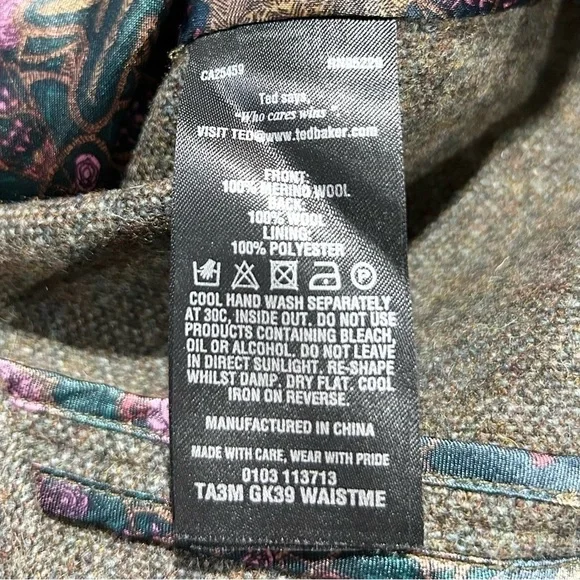 CA25459
Ted says,
"Who cares wins"
VISIT TED@www.tedbaker.com
FRONT:
100% MERINO WOOL
BACK:
100% WOOL
LINING:
100% POLYESTER
P
COOL HAND WASH SEPARATELY
AT 30C, INSIDE OUT. DO NOT USE
PRODUCTS CONTAINING BLEACH,
OIL OR ALCOHOL. DO NOT LEAVE
IN DIRECT SUNLIGHT. RE-SHAPE
WHILST DAMP. DRY FLAT. COOL
IRON ON REVERSE.
MANUFACTURED IN CHINA
MADE WITH CARE, WEAR WITH PRIDE
0103 113713
TA3M GK39 WAISTME